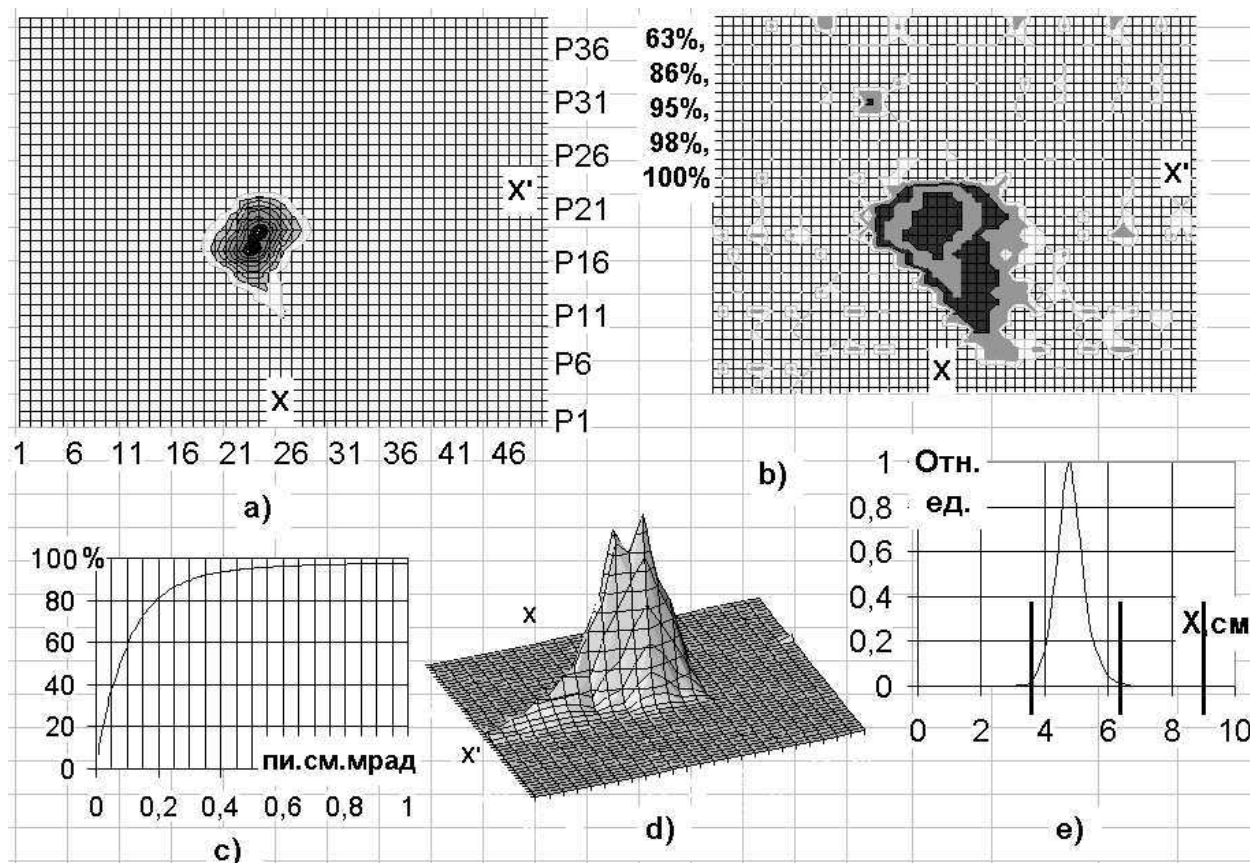 P36
P31
P26
X'
P21
P16
P11
P6
X
P1
1 6 11 16 21 26 31 36 41 46
a)
63%,
86%,
95%,
98%,
100%
X'
X
b)
100 %
80
60
40
20
0
пи.см.мрад
0 0,2 0,4 0,6 0,8 1
c)
X
X'
d)
1
0,8
0,6
0,4
0,2
0
Отн.
ед.
X,см
0 2 4 6 8 10
e)